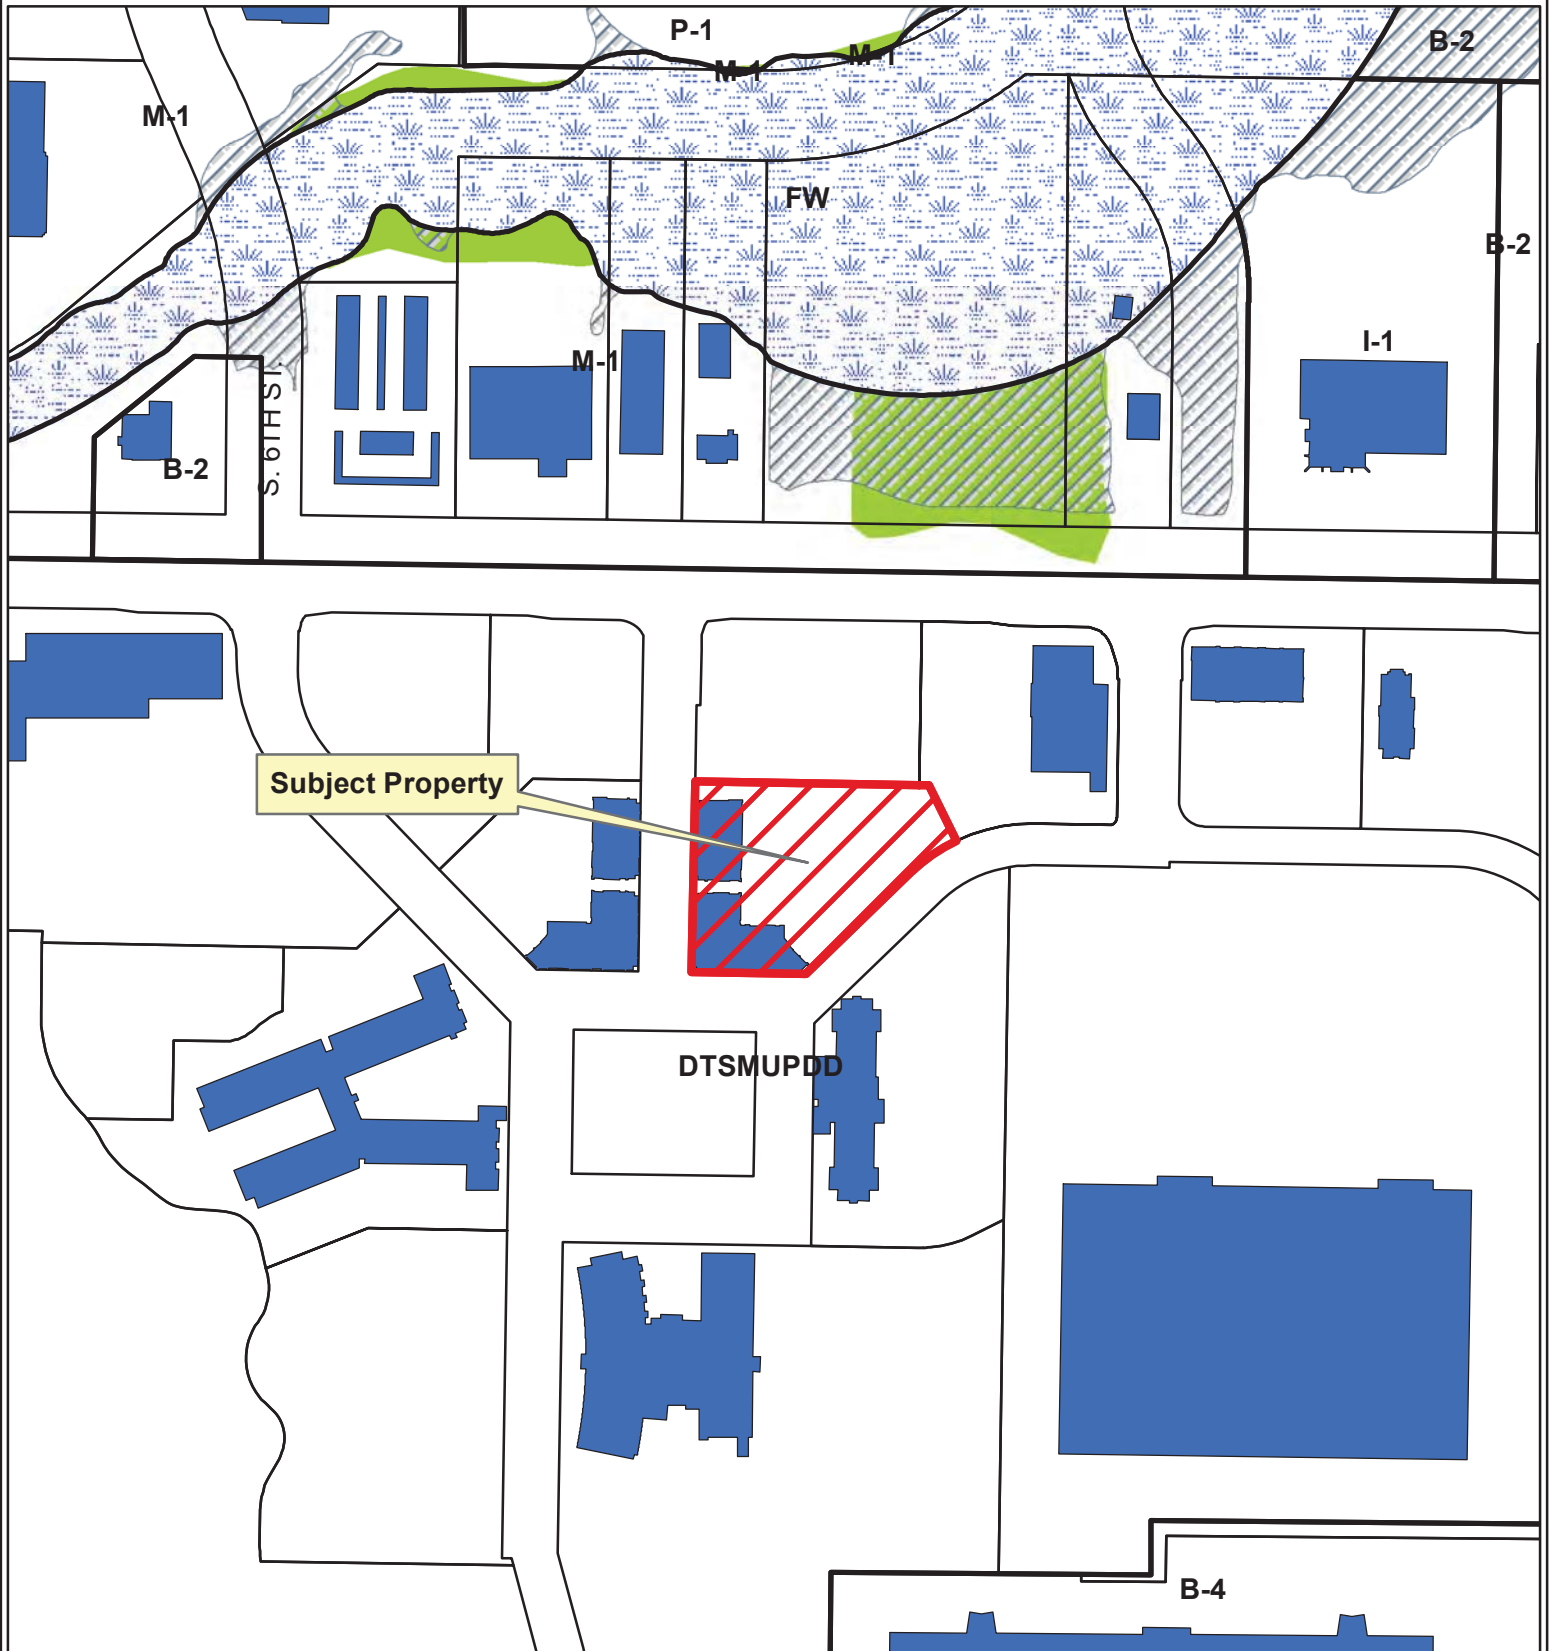 P-1
B-2
M-1
M-1
M-1
FW
B-2
I-1
M-1
B-2
S. 6TH ST.
Subject Property
DTSMUPDD
B-4